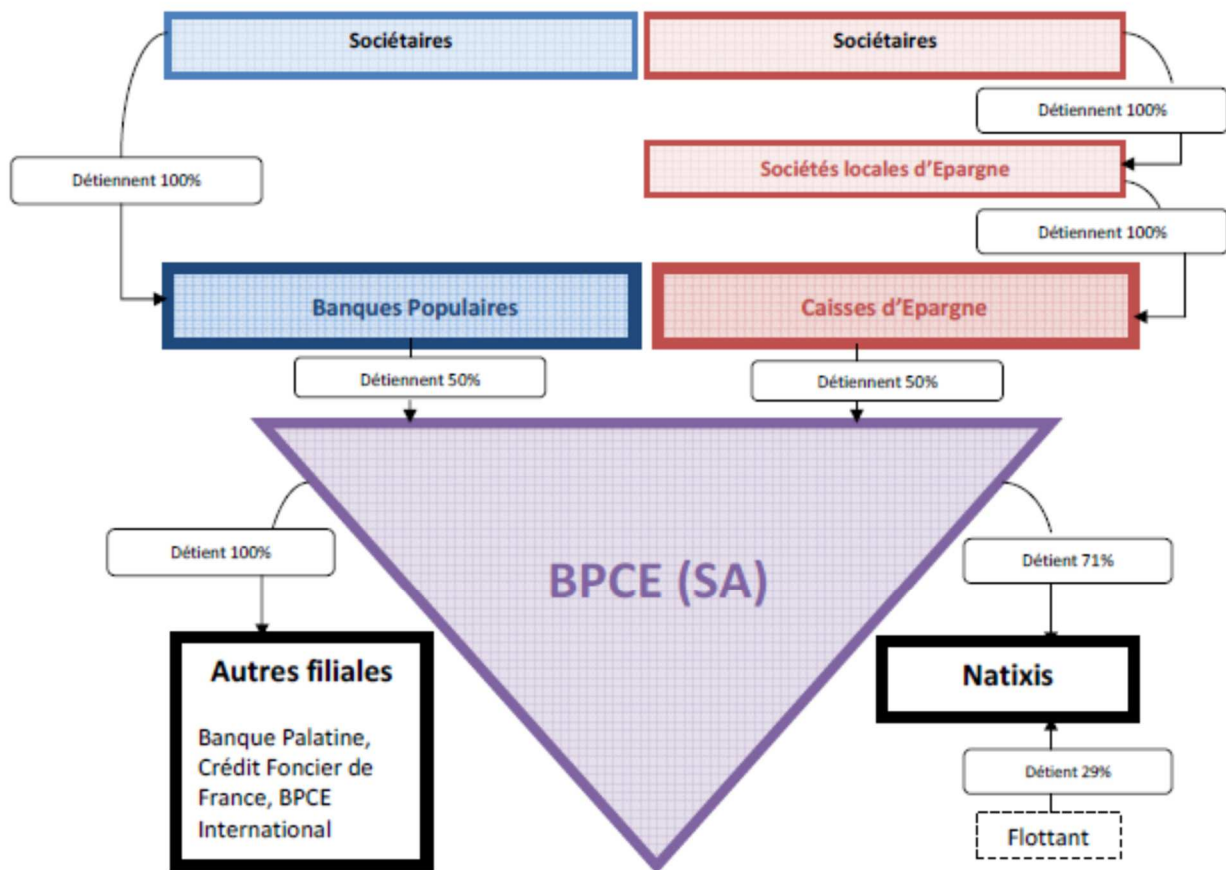 Sociétaires
Sociétaires
Détiennent 100%
Détiennent 100%
Sociétés locales d'Epargne
Détiennent 100%
Banques Populaires
Caisses d'Epargne
Détiennent 50%
Détiennent 50%
BPCE (SA)
Détient 100%
Détient 71%
Autres filiales
Banque Palatine,
Crédit Foncier de
France, BPCE
International
Natixis
Détient 29%
Flottant